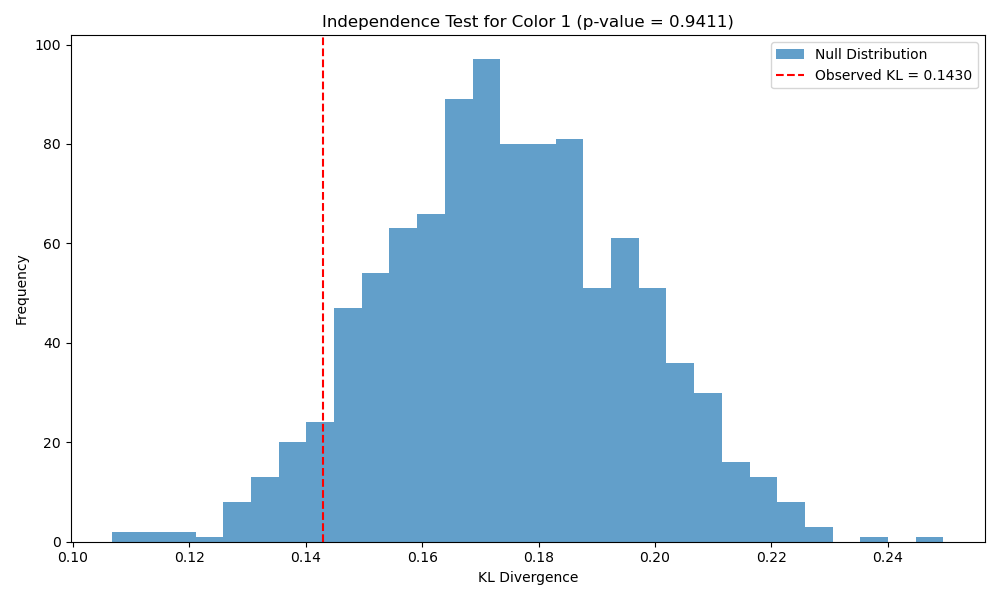 Independence Test for Color 1 (p-value = 0.9411)
Null Distribution
Observed KL = 0.1430
Frequency
100
80
60
40
20
0
0.10 0.12 0.14 0.16 0.18 0.20 0.22 0.24
KL Divergence